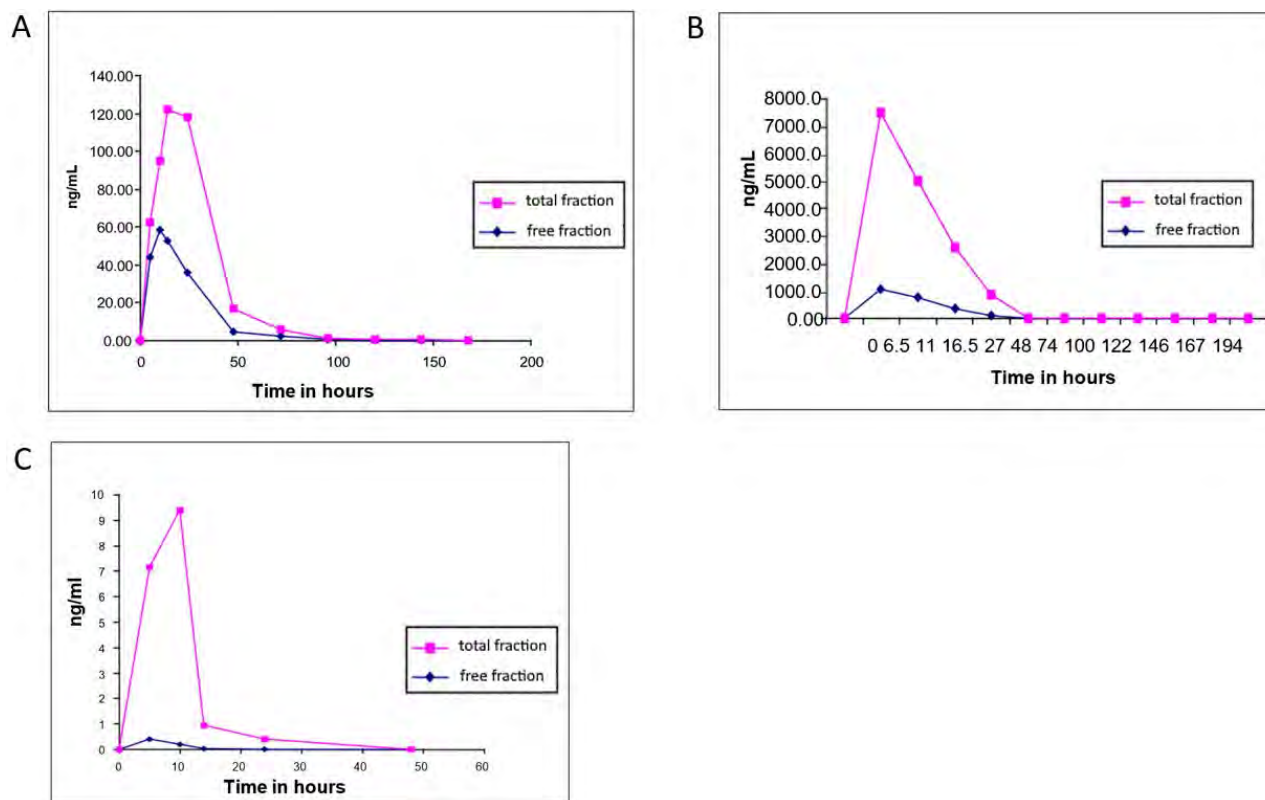 A
ng/mL
140.00
120.00
100.00
80.00
60.00
40.00
20.00
0.00
0 50 100 150 200
Time in hours
total fraction
free fraction
B
ng/mL
8000.0
7000.0
6000.0
5000.0
4000.0
3000.0
2000.0
1000.0
0.00
0 6.5 11 16.5 27 48 74 100 122 146 167 194
Time in hours
total fraction
free fraction
C
ng/ml
10
9
8
7
6
5
4
3
2
1
0
0 10 20 30 40 50 60
Time in hours
total fraction
free fraction